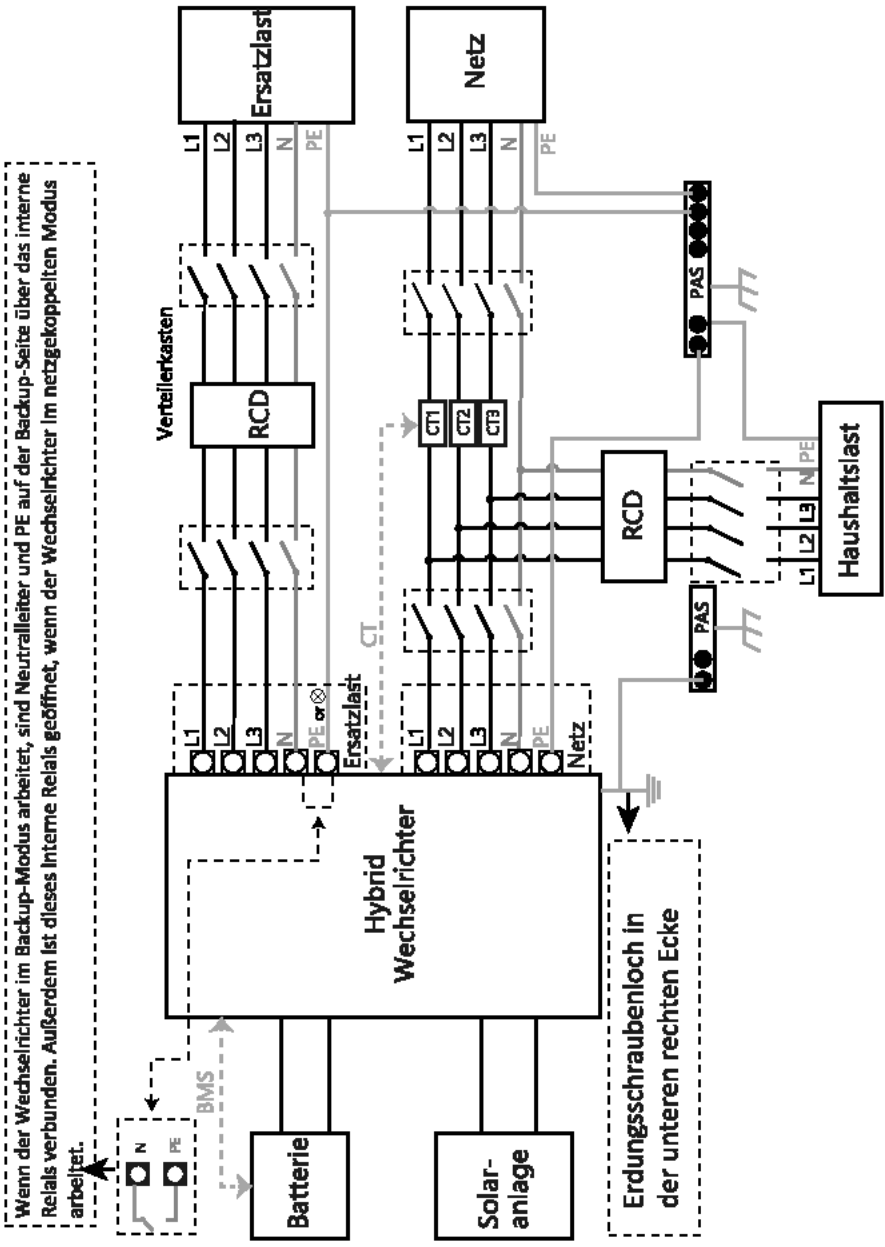 Wenn der Wechselrichter im Backup-Modus arbeitet, sind Neutralleiter und PE auf der Backup-Seite über das interne
Relais verbunden. Außerdem ist dieses Interne Relais geöffnet, wenn der Wechselrichter im netzgekoppelten Modus
arbeitet.
N
PE
BMS
Batterie
Solar-
anlage
Hybrid
Wechselrichter
Erdungsschraubenloch in
der unteren rechten Ecke
L1
L2
L3
N
PE or ⊗
Ersatzlast
L1
L2
L3
N
PE
Netz
CT
Verteilerkasten
RCD
CT1
CT2
CT3
L1
L2
L3
N
PE
Ersatzlast
L1
L2
L3
N
PE
Netz
RCD
PAS
PAS
L1
L2
L3
N
PE
Haushaltslast